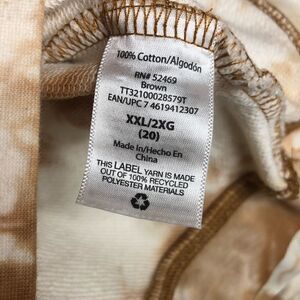 100% Cotton/Algodón
RN# 52469
Brown
TT32100028579T
EAN/UPC 7 4619412307
XXL/2XG
(20)
Made in/Hecho En
China
THIS LABEL YARN IS MADE
OUT OF 100% RECYCLED
POLYESTER MATERIALS